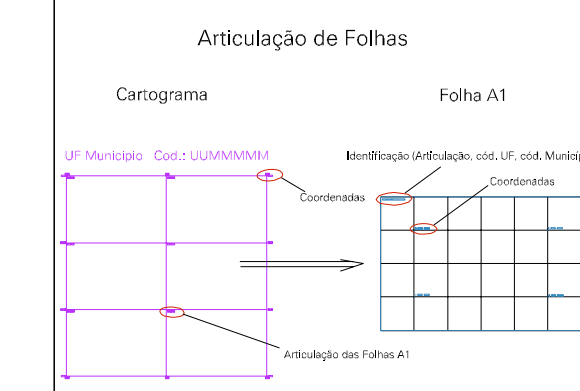 Articulação de Folhas
Cartograma
Folha A1
UF Municipio Cod.: UUMMMMM
Identificação (Articulação, cód. UF, cód. Municíp
Coordenadas
Coordenadas
Articulação das Folhas A1